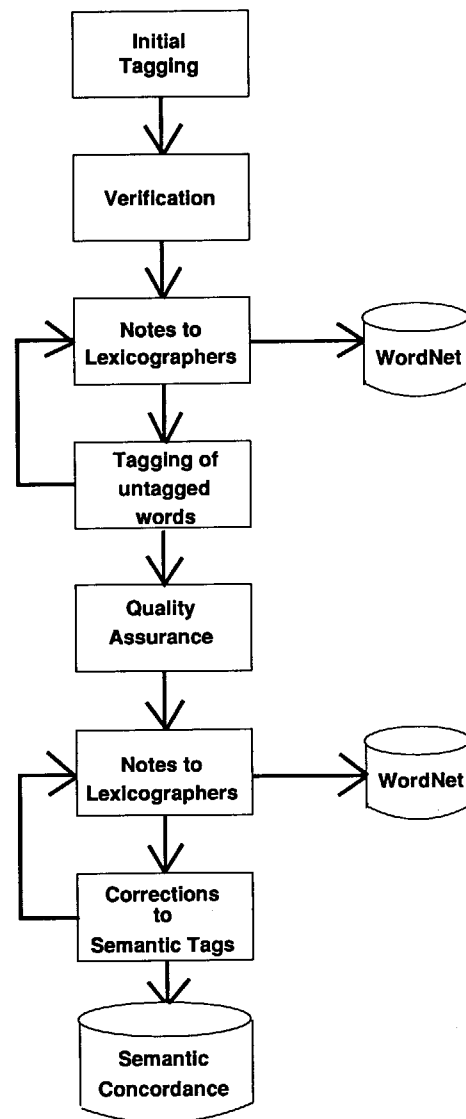 Initial
Tagging
Verification
Notes to
Lexicographers
WordNet
Tagging of
untagged
words
Quality
Assurance
Notes to
Lexicographers
WordNet
Corrections
to
Semantic Tags
Semantic
Concordance